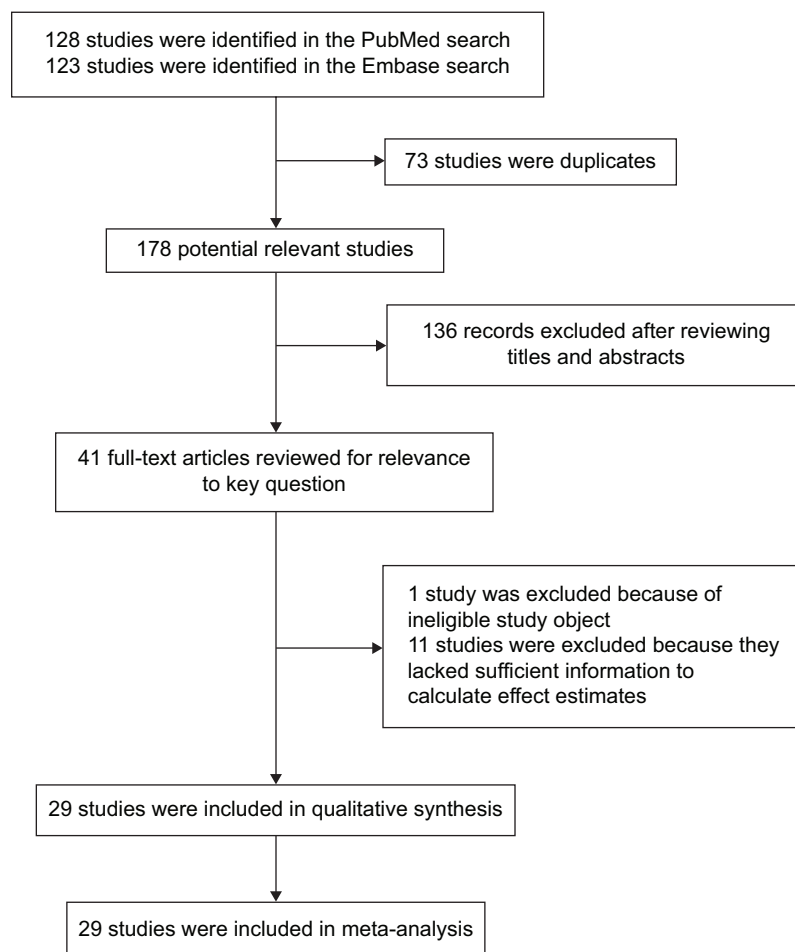 128 studies were identified in the PubMed search
123 studies were identified in the Embase search
73 studies were duplicates
178 potential relevant studies
136 records excluded after reviewing
titles and abstracts
41 full-text articles reviewed for relevance
to key question
1 study was excluded because of
ineligible study object
11 studies were excluded because they
lacked sufficient information to
calculate effect estimates
29 studies were included in qualitative synthesis
29 studies were included in meta-analysis